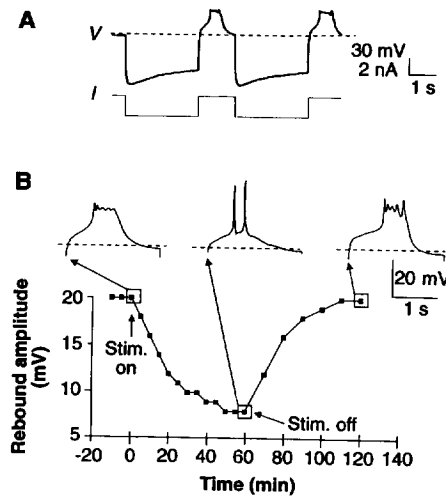 A
V
30 mV
2 nA
1 s
I
B
20 mV
1 s
Rebound amplitude
(mV)
20
15
10
5
Stim.
on
Stim. off
-20 0 20 40 60 80 100 120 140
Time (min)